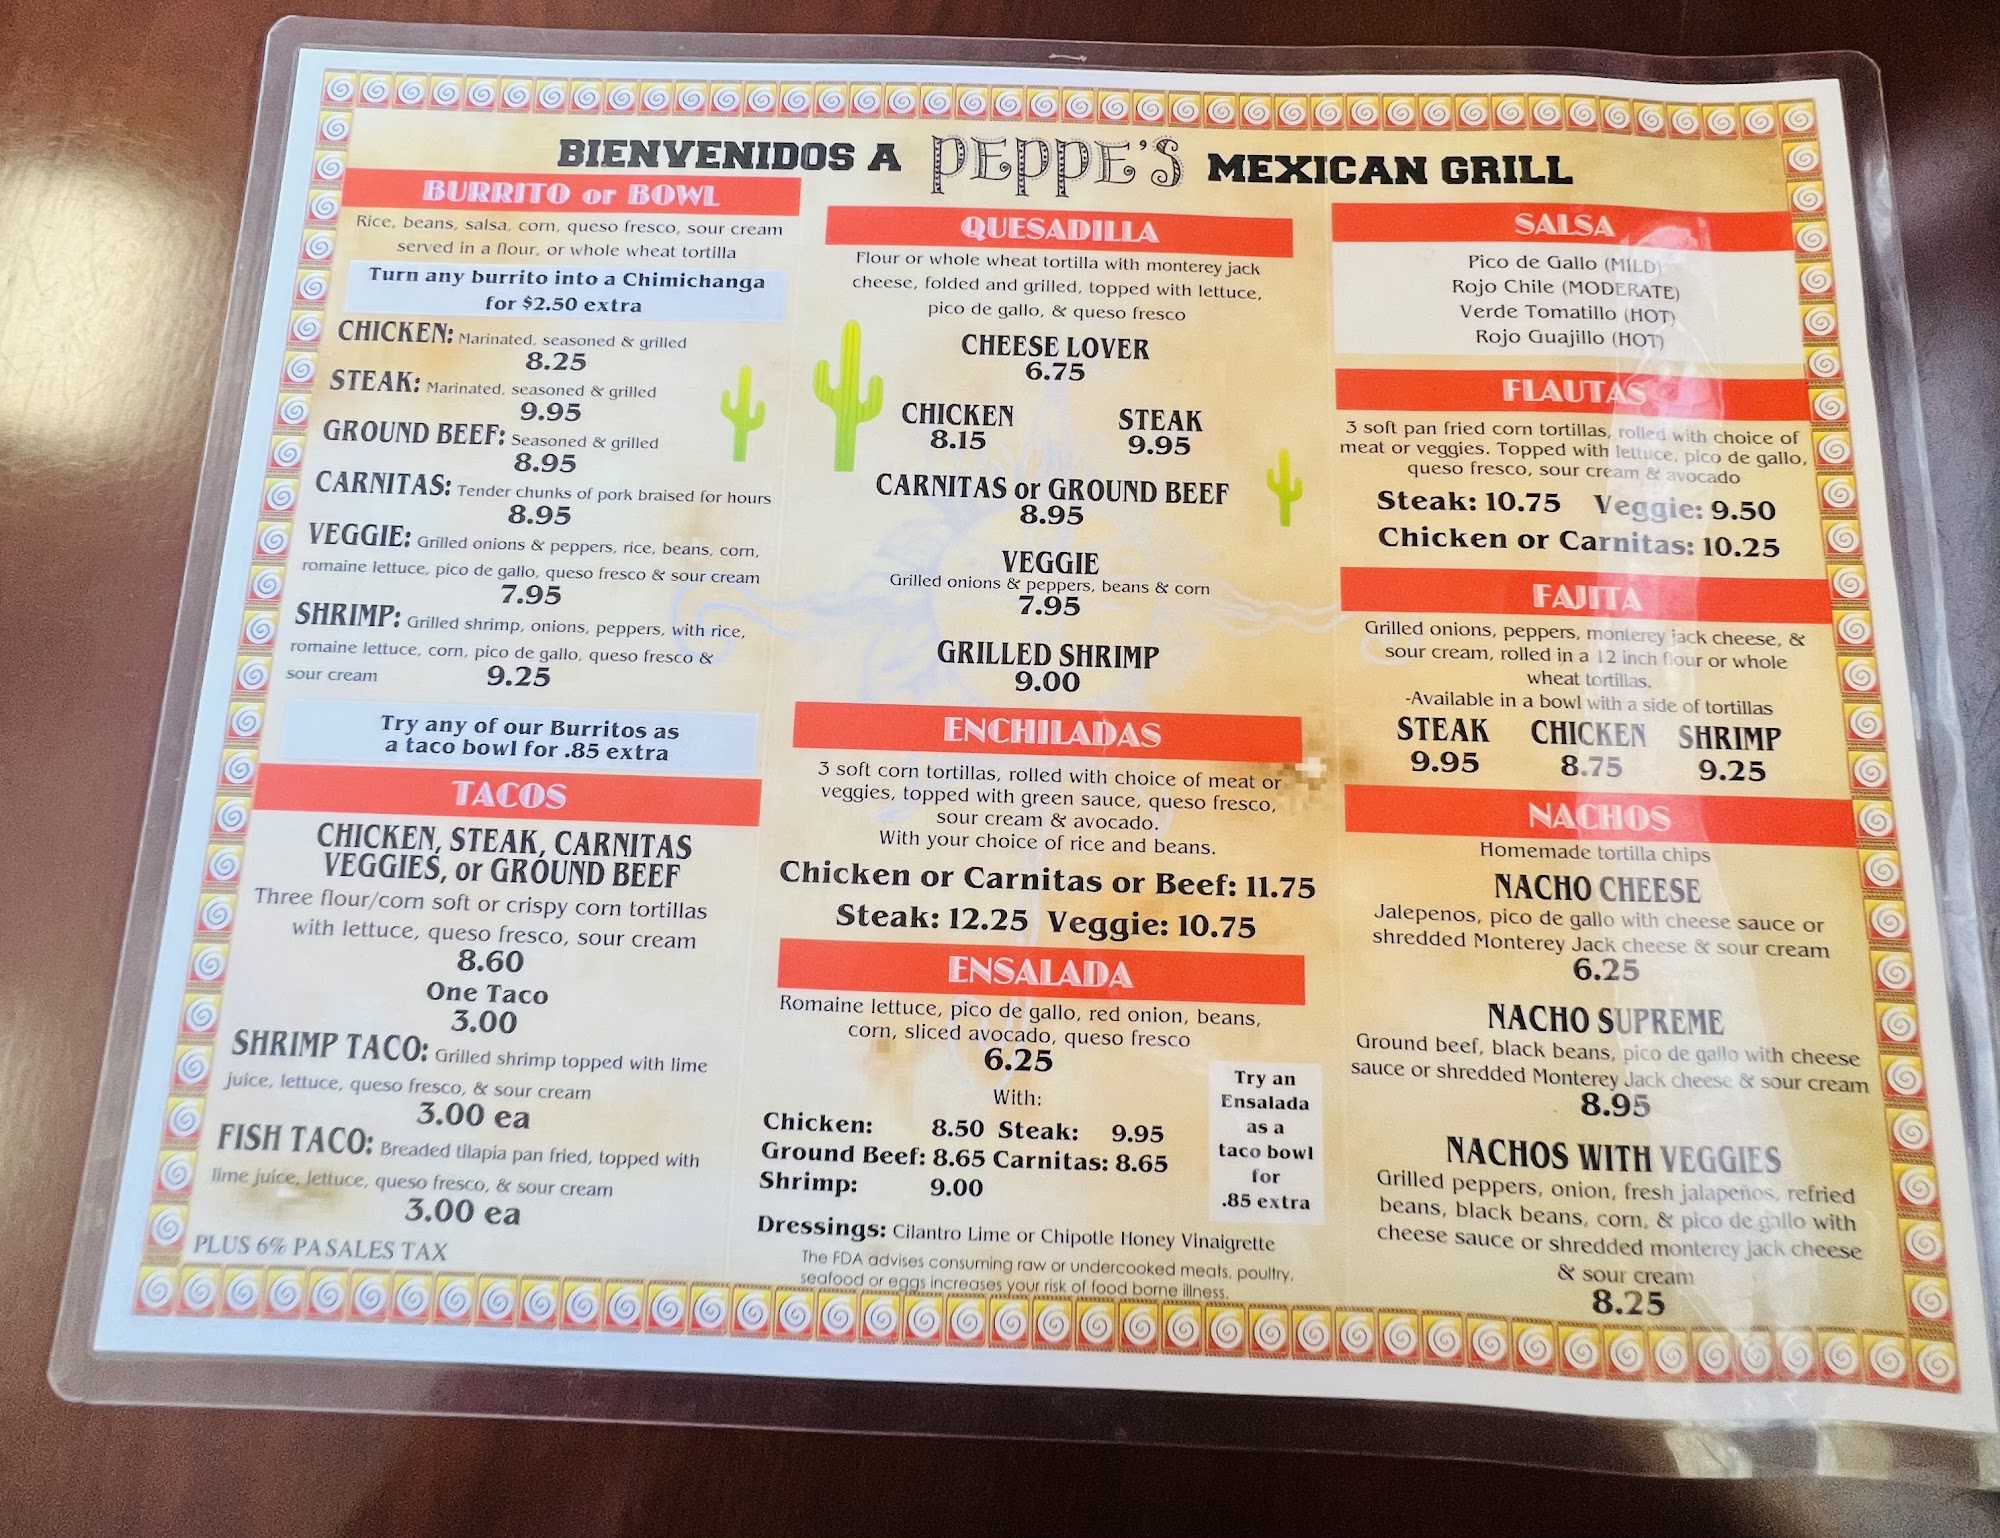 BIENVENIDOS A PEPPE'S MEXICAN GRILL
BURRITO or BOWL
Rice, beans, salsa, corn, queso fresco, sour cream
served in a flour, or whole wheat tortilla
Turn any burrito into a Chimichanga
for $2.50 extra
CHICKEN: Marinated, seasoned & grilled
8.25
STEAK: Marinated, seasoned & grilled
9.95
GROUND BEEF: Seasoned & grilled
8.95
CARNITAS: Tender chunks of pork braised for hours
8.95
VEGGIE: Grilled onions & peppers, rice, beans, corn,
romaine lettuce, pico de gallo, queso fresco & sour cream
7.95
SHRIMP: Grilled shrimp, onions, peppers, with rice,
romaine lettuce, corn, pico de gallo, queso fresco &
sour cream 9.25
Try any of our Burritos as
a taco bowl for .85 extra
TACOS
CHICKEN, STEAK, CARNITAS
VEGGIES, or GROUND BEEF
Three flour/corn soft or crispy corn tortillas
with lettuce, queso fresco, sour cream
8.60
One Taco
3.00
SHRIMP TACO: Grilled shrimp topped with lime
juice, lettuce, queso fresco, & sour cream
3.00 ea
FISH TACO: Breaded tilapia pan fried, topped with
lime juice, lettuce, queso fresco, & sour cream
3.00 ea
PLUS 6% PA SALES TAX
QUESADILLA
Flour or whole wheat tortilla with monterey jack
cheese, folded and grilled, topped with lettuce,
pico de gallo, & queso fresco
CHEESE LOVER
6.75
CHICKEN STEAK
8.15 9.95
CARNITAS or GROUND BEEF
8.95
VEGGIE
Grilled onions & peppers, beans & corn
7.95
GRILLED SHRIMP
9.00
ENCHILADAS
3 soft corn tortillas, rolled with choice of meat or
veggies, topped with green sauce, queso fresco,
sour cream & avocado.
With your choice of rice and beans.
Chicken or Carnitas or Beef: 11.75
Steak: 12.25 Veggie: 10.75
ENSALADA
Romaine lettuce, pico de gallo, red onion, beans,
corn, sliced avocado, queso fresco
6.25
With:
Chicken: 8.50 Steak: 9.95
Ground Beef: 8.65 Carnitas: 8.65
Shrimp: 9.00
Try an
Ensalada
as a
taco bowl
for
.85 extra
Dressings: Cilantro Lime or Chipotle Honey Vinaigrette
The FDA advises consuming raw or undercooked meats, poultry,
seafood or eggs increases your risk of food borne illness.
SALSA
Pico de Gallo (MILD)
Rojo Chile (MODERATE)
Verde Tomatillo (HOT)
Rojo Guajillo (HOT)
FLAUTAS
3 soft pan fried corn tortillas, rolled with choice of
meat or veggies. Topped with lettuce, pico de gallo,
queso fresco, sour cream & avocado
Steak: 10.75 Veggie: 9.50
Chicken or Carnitas: 10.25
FAJITA
Grilled onions, peppers, monterey jack cheese, &
sour cream, rolled in a 12 inch flour or whole
wheat tortillas.
-Available in a bowl with a side of tortillas
STEAK CHICKEN SHRIMP
9.95 8.75 9.25
NACHOS
Homemade tortilla chips
NACHO CHEESE
Jalepenos, pico de gallo with cheese sauce or
shredded Monterey Jack cheese & sour cream
6.25
NACHO SUPREME
Ground beef, black beans, pico de gallo with cheese
sauce or shredded Monterey Jack cheese & sour cream
8.95
NACHOS WITH VEGGIES
Grilled peppers, onion, fresh jalapeños, refried
beans, black beans, corn, & pico de gallo with
cheese sauce or shredded monterey jack cheese
& sour cream
8.25